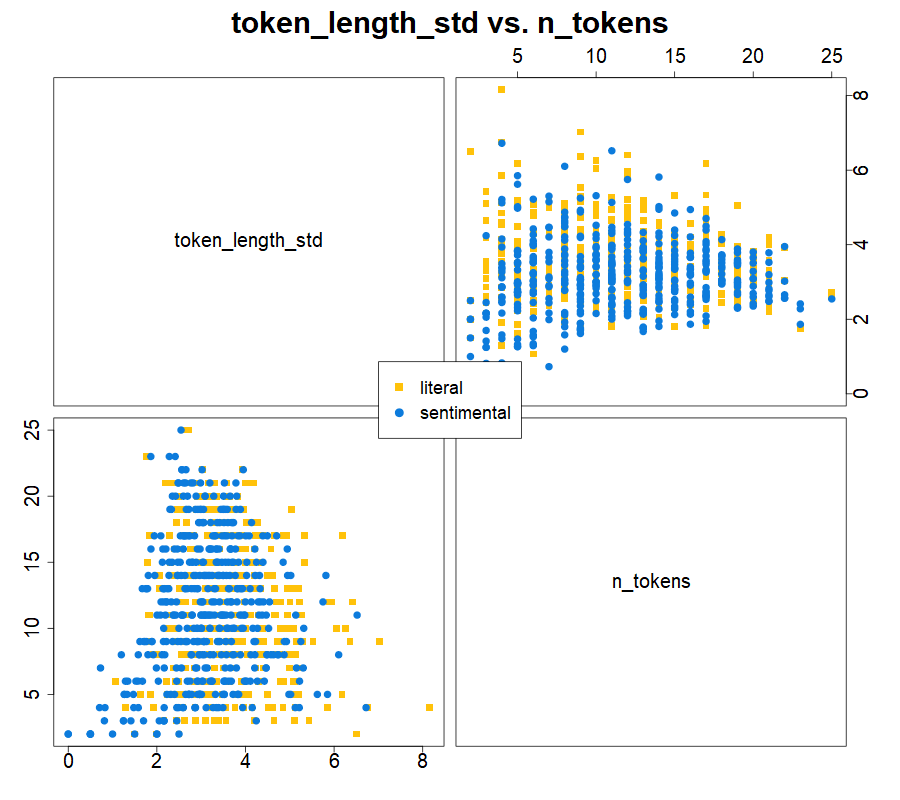 token_length_std vs. n_tokens
5 10 15 20 25
token_length_std
8
6
4
2
0
literal
sentimental
25
20
15
10
5
n_tokens
0 2 4 6 8